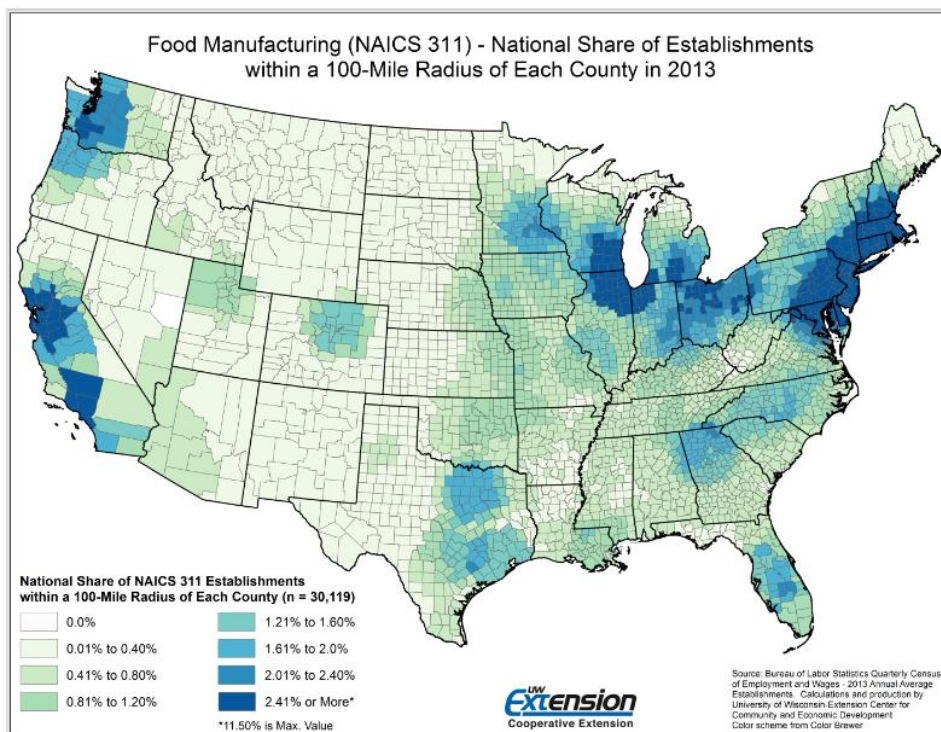 Food Manufacturing (NAICS 311) - National Share of Establishments
within a 100-Mile Radius of Each County in 2013
National Share of NAICS 311 Establishments
within a 100-Mile Radius of Each County (n = 30,119)
0.0%
0.01% to 0.40%
0.41% to 0.80%
0.81% to 1.20%
1.21% to 1.60%
1.61% to 2.0%
2.01% to 2.40%
2.41% or More*
*11.50% is Max. Value
UW
Extension
Cooperative Extension
Source: Bureau of Labor Statistics Quarterly Census
of Employment and Wages - 2013 Annual Average
Establishments. Calculations and production by
University of Wisconsin-Extension Center for
Community and Economic Development
Color scheme from Color Brewer